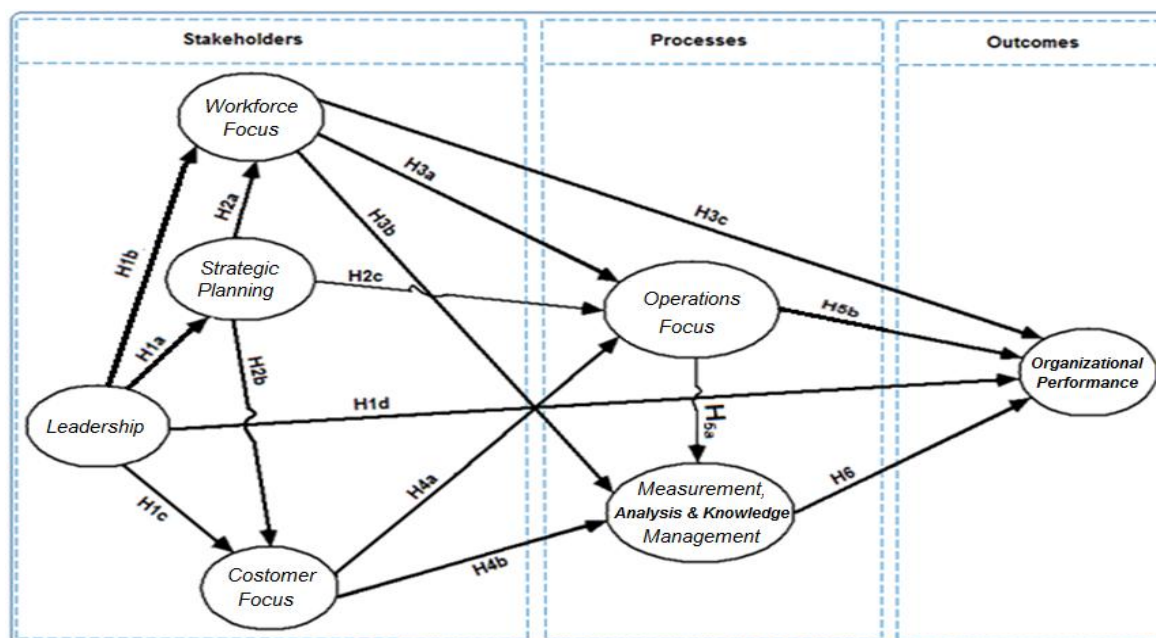 Stakeholders
Processes
Outcomes
Workforce
Focus
H3a
H3c
H2a
H3b
H1b
Strategic
Planning
H2c
Operations
Focus
H5b
H1a
H2b
Organizational
Performance
Leadership
H1d
H5a
H4a
H1c
Measurement,
Analysis & Knowledge
Management
H6
H4b
Costomer
Focus